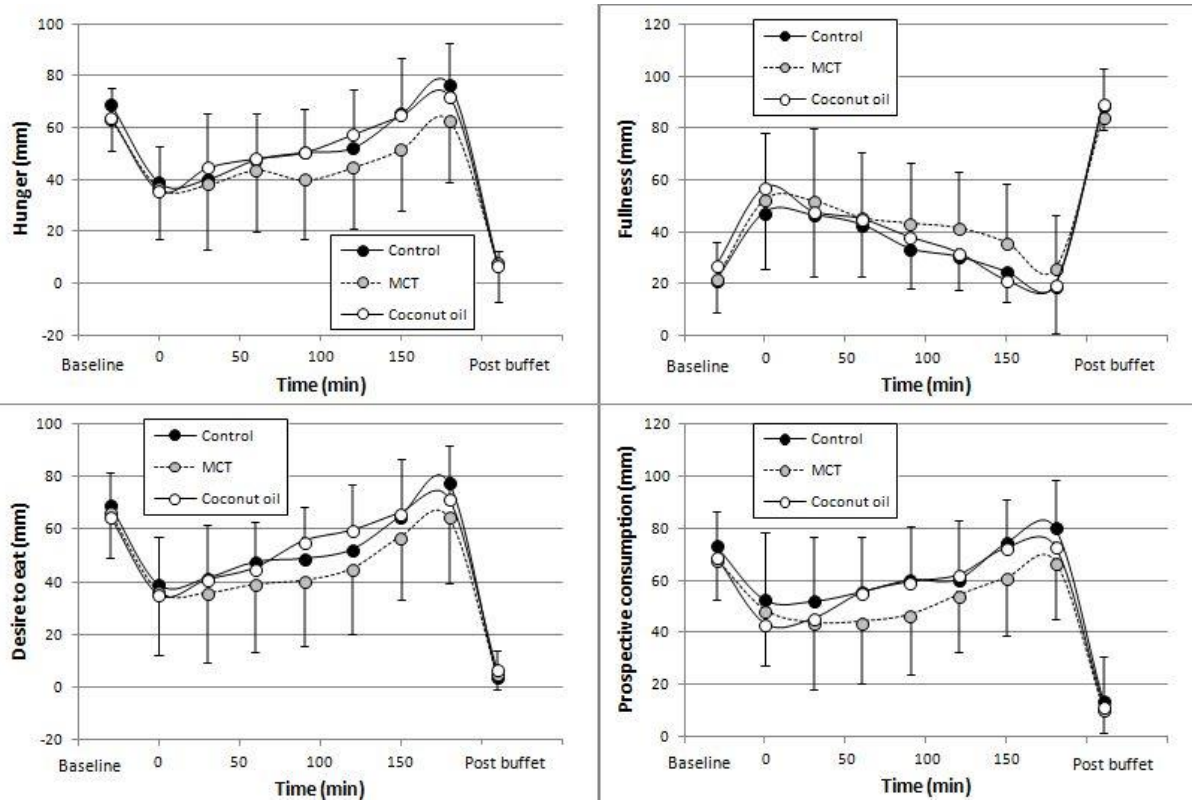 Hunger (mm)
100
80
60
40
20
0
-20
Control
MCT
Coconut oil
Baseline
0
50
100
150
Post buffet
Time (min)
Fullness (mm)
120
100
80
60
40
20
0
Control
MCT
Coconut oil
Baseline
0
50
100
150
Post buffet
Time (min)
Desire to eat (mm)
100
80
60
40
20
0
-20
Control
MCT
Coconut oil
Baseline
0
50
100
150
Post buffet
Time (min)
Prospective consumption (mm)
120
100
80
60
40
20
0
Control
MCT
Coconut oil
Baseline
0
50
100
150
Post buffet
Time (min)